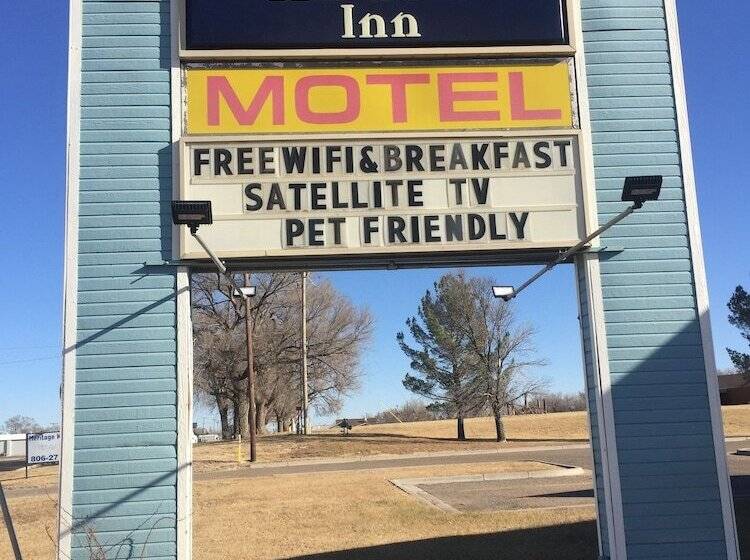 Inn
MOTEL
FREE WIFI & BREAKFAST
SATELLITE TV
PET FRIENDLY
Heritage
806-27